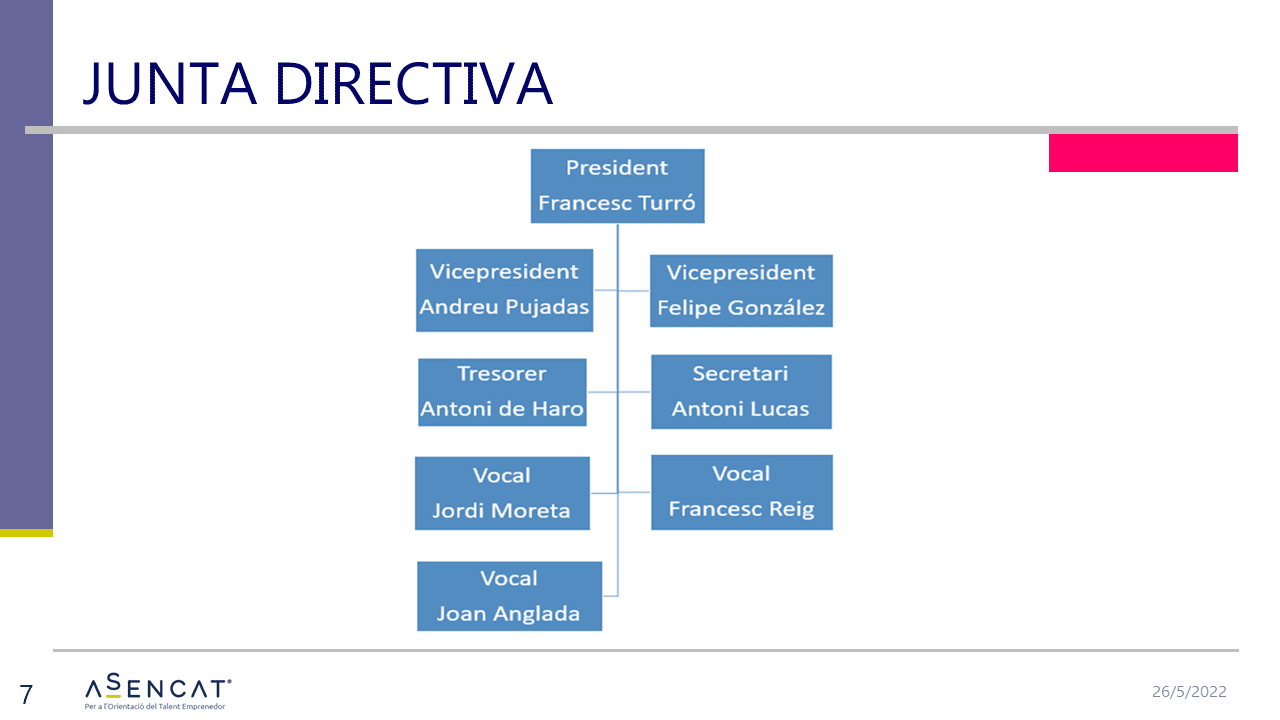 JUNTA DIRECTIVA
President
Francesc Turró
Vicepresident
Andreu Pujadas
Vicepresident
Felipe González
Tresorer
Antoni de Haro
Secretari
Antoni Lucas
Vocal
Jordi Moreta
Vocal
Francesc Reig
Vocal
Joan Anglada
7
ASENCAT®
Per a l'Orientació del Talent Emprenedor
26/5/2022